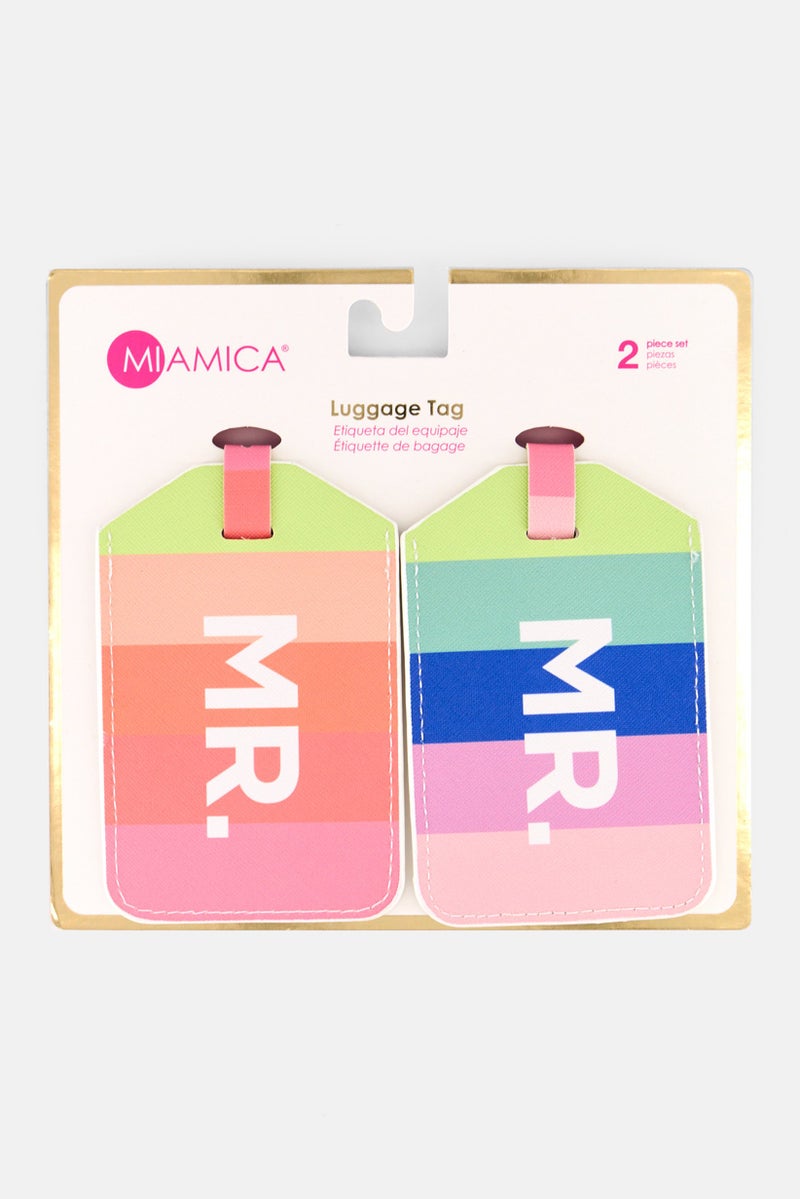 MIAMICA®
2 piece set
piezas
pièces
Luggage Tag
Etiqueta del equipaje
Étiquette de bagage
MR.
MR.